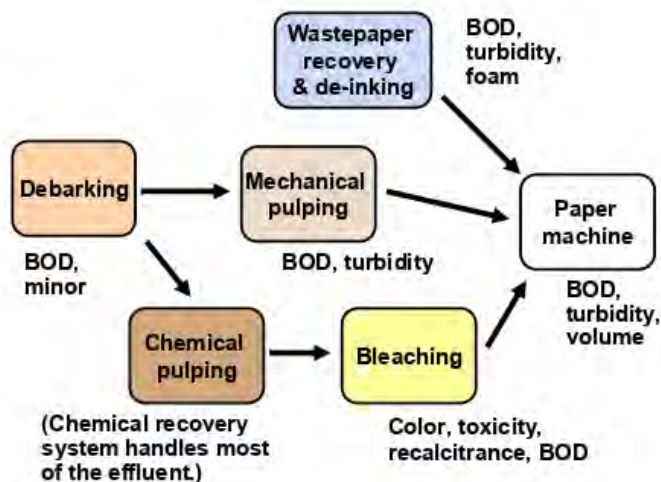 Wastepaper
recovery
& de-inking
BOD,
turbidity,
foam
Debarking
BOD,
minor
Mechanical
pulping
BOD, turbidity
Paper
machine
BOD,
turbidity,
volume
Chemical
pulping
(Chemical recovery
system handles most
of the effluent.)
Bleaching
Color, toxicity,
recalcitrance, BOD